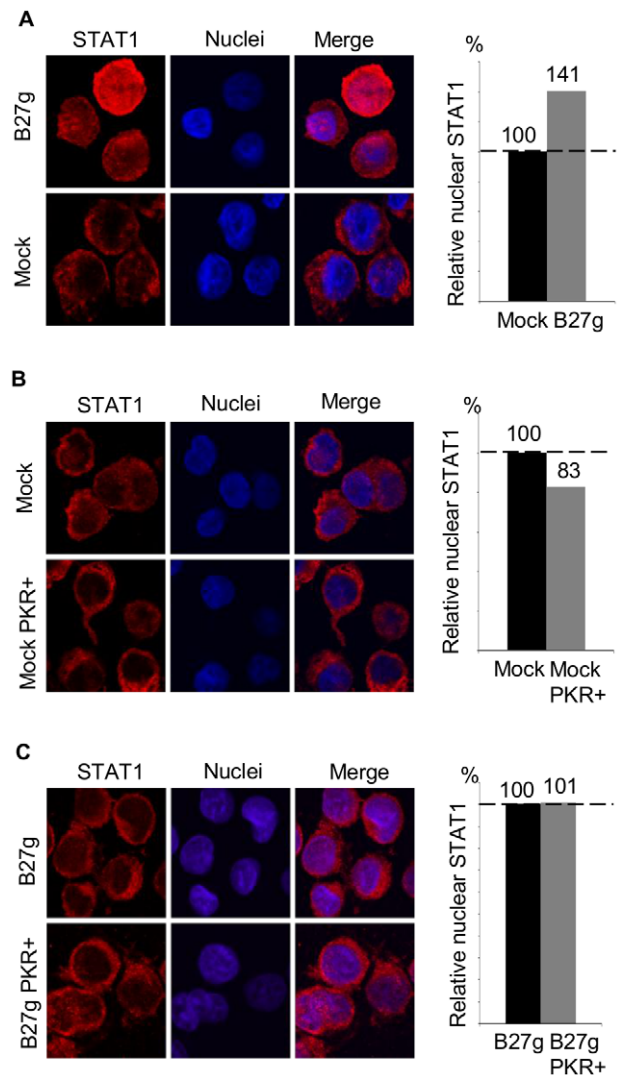 A
STAT1 Nuclei Merge
B27g
Mock
%
Relative nuclear STAT1
100
141
Mock B27g
B
STAT1 Nuclei Merge
Mock
Mock PKR+
%
Relative nuclear STAT1
100
83
Mock Mock
PKR+
C
STAT1 Nuclei Merge
B27g
B27g PKR+
%
Relative nuclear STAT1
100 101
B27g B27g
PKR+